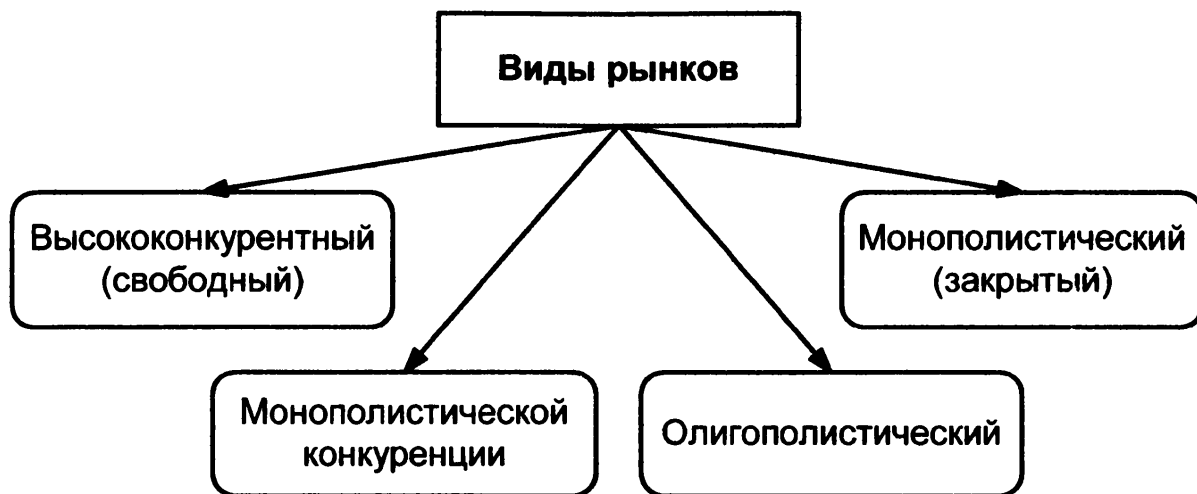 Виды рынков
Высококонкурентный
(свободный)
Монополистический
(закрытый)
Монополистической
конкуренции
Олигополистический